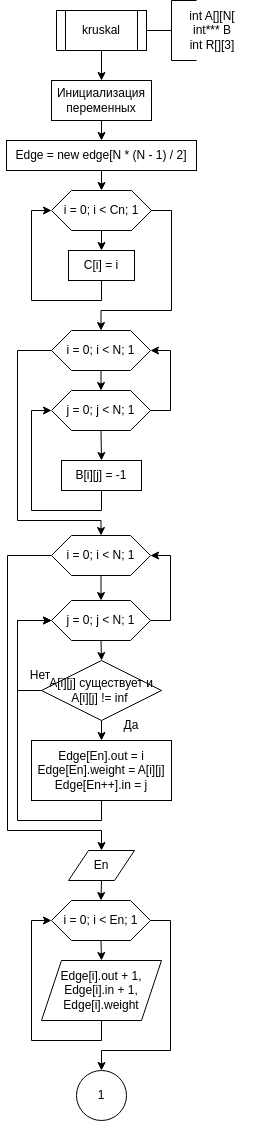 kruskal
int A[][N[
int*** B
int R[][3]
Инициализация
переменных
Edge = new edge[N * (N - 1) / 2]
i = 0; i < Cn; 1
C[i] = i
i = 0; i < N; 1
j = 0; j < N; 1
B[i][j] = -1
i = 0; i < N; 1
j = 0; j < N; 1
Нет
A[i][j] существует и
A[i][j] != inf
Да
Edge[En].out = i
Edge[En].weight = A[i][j]
Edge[En++].in = j
En
i = 0; i < En; 1
Edge[i].out + 1,
Edge[i].in + 1,
Edge[i].weight
1